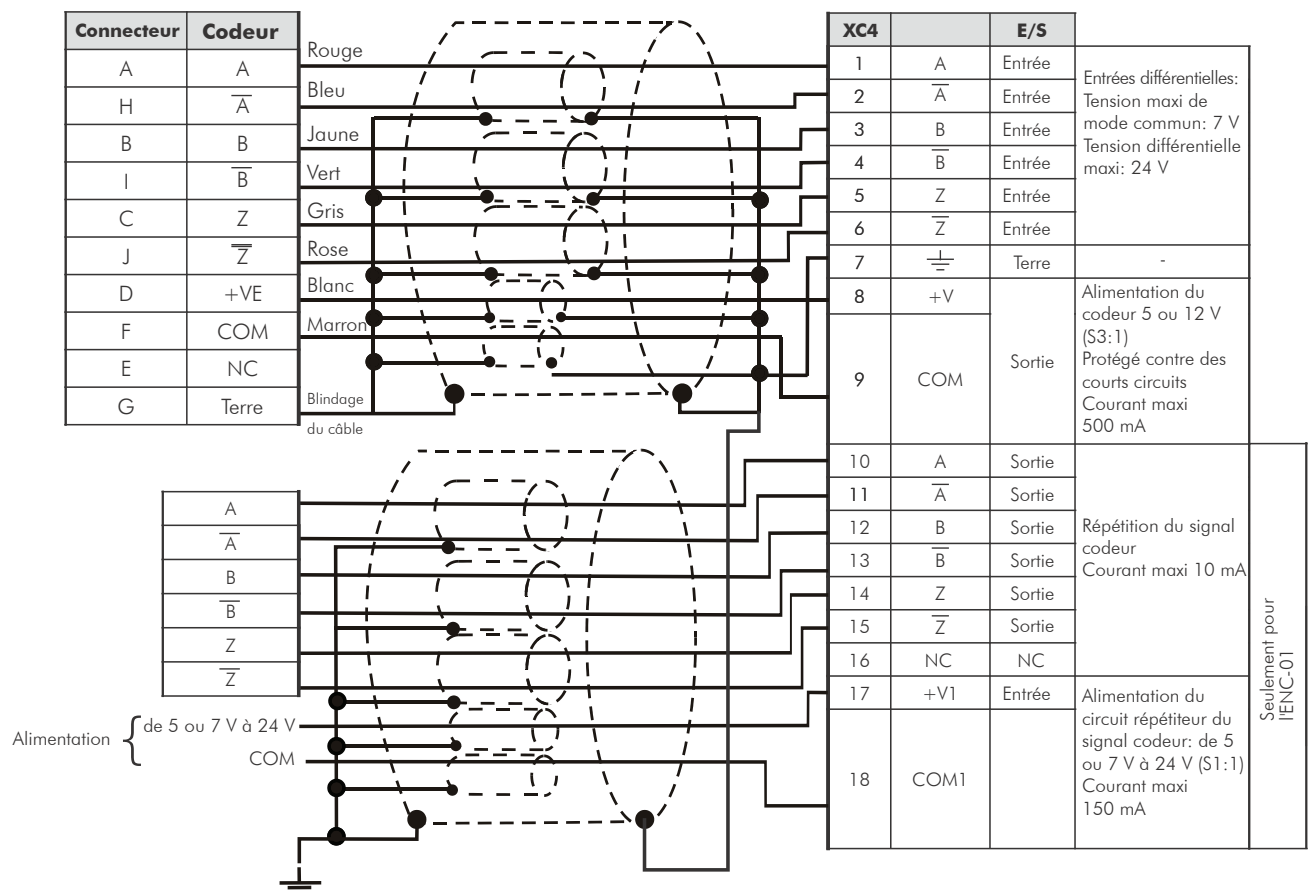 Connecteur Codeur
A A
H A̅
B B
I B̅
C Z
J Z̅
D +VE
F COM
E NC
G Terre
Rouge
Bleu
Jaune
Vert
Gris
Rose
Blanc
Marron
Blindage
du câble
XC4 E/S
1 A Entrée
2 A̅ Entrée
3 B Entrée
4 B̅ Entrée
5 Z Entrée
6 Z̅ Entrée
Entrées différentielles:
Tension maxi de
mode commun: 7 V
Tension différentielle
maxi: 24 V
7 Terre -
8 +V
9 COM
Sortie
Alimentation du
codeur 5 ou 12 V
(S3:1)
Protégé contre des
courts circuits
Courant maxi
500 mA
10 A Sortie
11 A̅ Sortie
12 B Sortie
13 B̅ Sortie
14 Z Sortie
15 Z̅ Sortie
16 NC NC
Répétition du signal
codeur
Courant maxi 10 mA
17 +V1 Entrée
18 COM1
Alimentation du
circuit répétiteur du
signal codeur: de 5
ou 7 V à 24 V (S1:1)
Courant maxi
150 mA
Seulement pour
l'ENC-01
A
A̅
B
B̅
Z
Z̅
Alimentation { de 5 ou 7 V à 24 V
COM